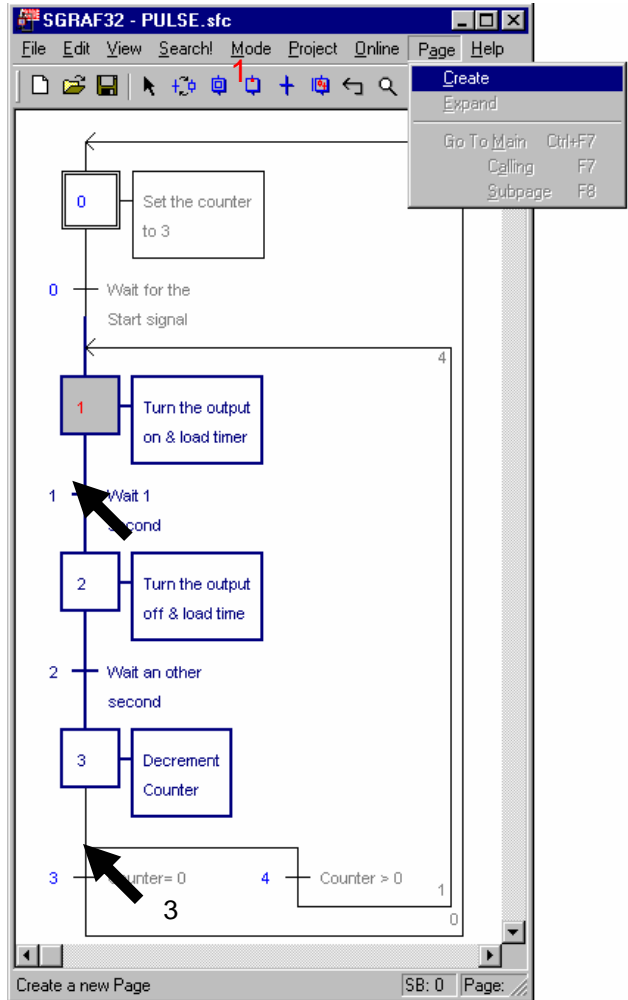 SGRAF32 - PULSE.sfc
File Edit View Search! Mode Project Online Page Help
1
Create
Expand
Go To Main Ctrl+F7
Calling F7
Subpage F8
0
Set the counter
to 3
0
Wait for the
Start signal
4
1
Turn the output
on & load timer
1
Wait 1
second
2
Turn the output
off & load time
2
Wait an other
second
3
Decrement
Counter
3
Counter= 0
4
Counter > 0
1
3
0
Create a new Page
SB: 0
Page: